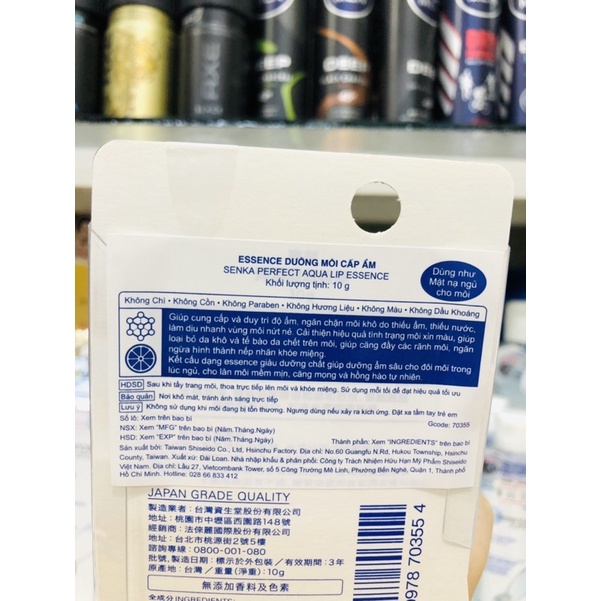 AXE
DEEP
DEEP
ESSENCE DƯỠNG MÔI CẤP ẨM
SENKA PERFECT AQUA LIP ESSENCE
Khối lượng tịnh: 10 g
Dùng như
Mặt nạ ngủ
cho môi
Không Chì • Không Cồn • Không Paraben • Không Hương Liệu • Không Màu • Không Dầu Khoáng
Giúp cung cấp và duy trì độ ẩm, ngăn chặn môi khô do thiếu ẩm, thiếu nước,
làm dịu nhanh vùng môi nứt nẻ. Cải thiện hiệu quả tình trạng môi xỉn màu, giúp
loại bỏ da khô và tế bào da chết trên môi, giúp căng đầy các rãnh môi, ngăn
ngừa hình thành nếp nhăn khóe miệng.
Kết cấu dạng essence giàu dưỡng chất giúp dưỡng ẩm sâu cho đôi môi trong
lúc ngủ, cho làn môi mềm mịn, căng mọng và hồng hào tự nhiên.
HDSD Sau khi tẩy trang môi, thoa trực tiếp lên môi và khóe miệng. Sử dụng mỗi tối để đạt hiệu quả tối ưu
Bảo quản Nơi khô mát, tránh ánh sáng trực tiếp
Lưu ý Không sử dụng khi môi đang bị tổn thương. Ngưng dùng nếu xảy ra kích ứng. Đặt xa tầm tay trẻ em
Số lô: Xem trên bao bì Gcode: 70355
NSX: Xem "MFG" trên bao bì (Năm.Tháng.Ngày)
HSD: Xem "EXP" trên bao bì (Năm.Tháng.Ngày) Thành phần: Xem "INGREDIENTS" trên bao bì
Sản xuất bởi: Taiwan Shiseido Co., Ltd, Hsinchu Factory. Địa chỉ: No.60 Guangfu N.Rd, Hukou Township, Hsinchu
County, Taiwan. Xuất xứ: Đài Loan. Nhà nhập khẩu & phân phối: Công ty Trách Nhiệm Hữu Hạn Mỹ Phẩm Shiseido
Việt Nam. Địa chỉ: Lầu 27, Vietcombank Tower, số 5 Công Trường Mê Linh, Phường Bến Nghé, Quận 1, Thành phố
Hồ Chí Minh. Hotline: 028 66 833 412
JAPAN GRADE QUALITY
製造業者：台灣資生堂股份有限公司
地址：桃園市中壢區西園路148號
經銷商：法徠麗國際股份有限公司
地址：台北市桃源街2號5樓
諮詢專線：0800-001-080
批號,製造日期：標示於外包裝／有效期間：3年
原產地：台灣／重量(淨重)：10g
無添加香料及色素
全成分 INGREDIENTS
0978 70355 4